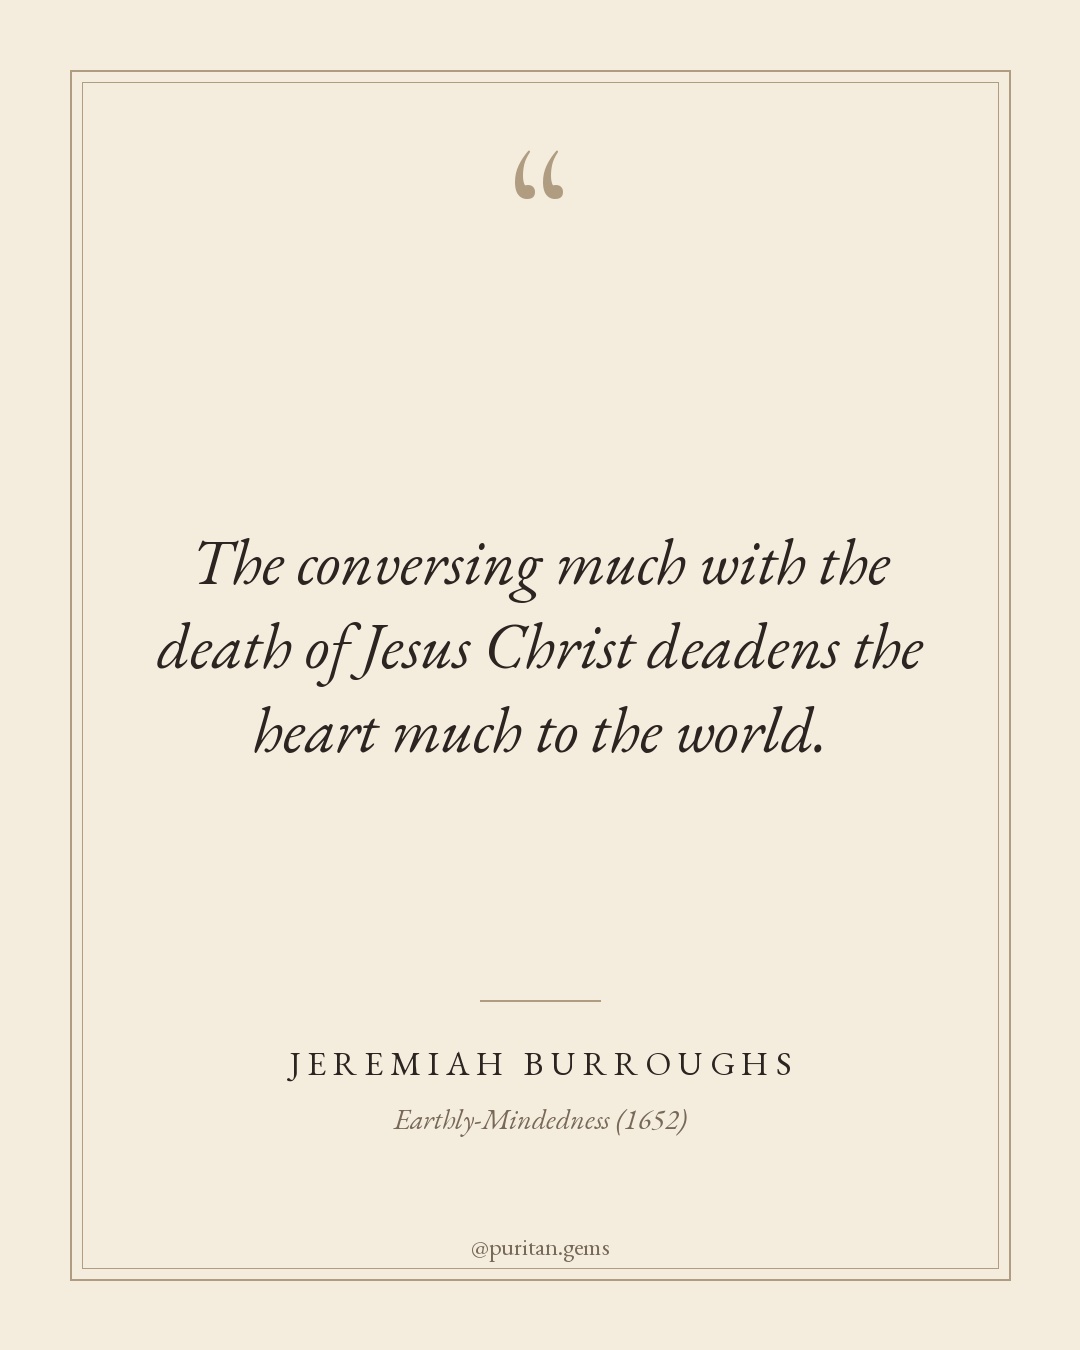 “
The conversing much with the
death of Jesus Christ deadens the
heart much to the world.
JEREMIAH BURROUGHS
Earthly-Mindedness (1652)
@puritan.gems